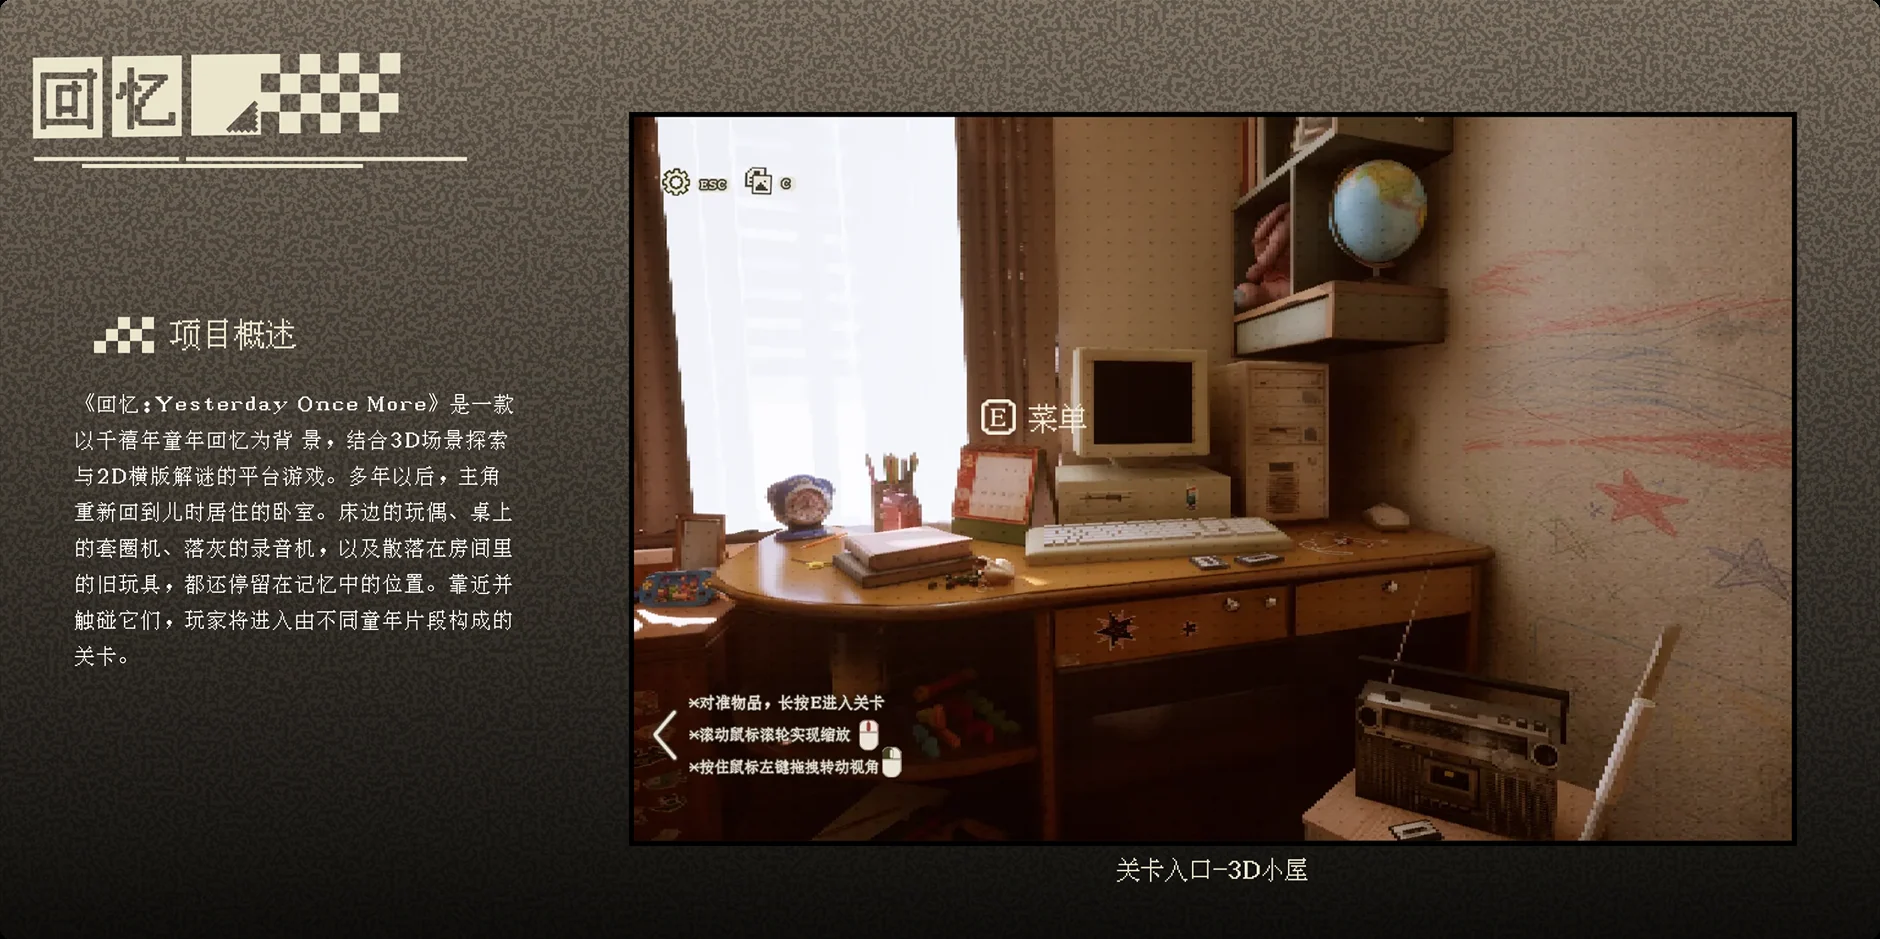 回忆
项目概述
《回忆:Yesterday Once More》是一款
以千禧年童年回忆为背 景，结合3D场景探索
与2D横版解谜的平台游戏。多年以后，主角
重新回到儿时居住的卧室。床边的玩偶、桌上
的套圈机、落灰的录音机，以及散落在房间里
的旧玩具，都还停留在记忆中的位置。靠近并
触碰它们，玩家将进入由不同童年片段构成的
关卡。
ESC C
E 菜单
*对准物品，长按E进入关卡
*滚动鼠标滚轮实现缩放
*按住鼠标左键拖拽转动视角
关卡入口-3D小屋